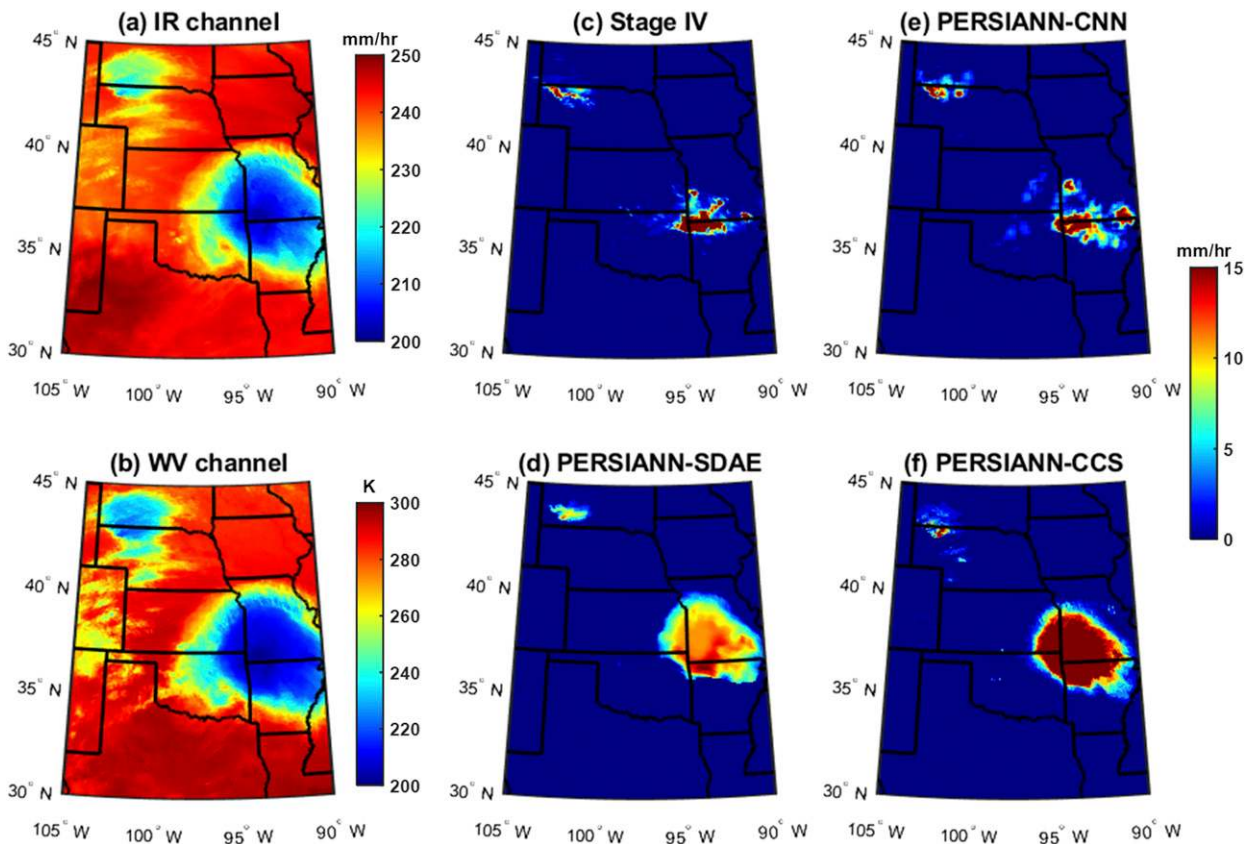 (a) IR channel
(c) Stage IV
(e) PERSIANN-CNN
45° N
40° N
35° N
30° N
105° W
100° W
95° W
90° W
mm/hr
250
240
230
220
210
200
45° N
40° N
35° N
30° N
105° W
100° W
95° W
90° W
45° N
40° N
35° N
30° N
105° W
100° W
95° W
90° W
mm/hr
15
10
5
0
(b) WV channel
(d) PERSIANN-SDAE
(f) PERSIANN-CCS
45° N
40° N
35° N
30° N
105° W
100° W
95° W
90° W
K
300
280
260
240
220
200
45° N
40° N
35° N
30° N
105° W
100° W
95° W
90° W
45° N
40° N
35° N
30° N
105° W
100° W
95° W
90° W